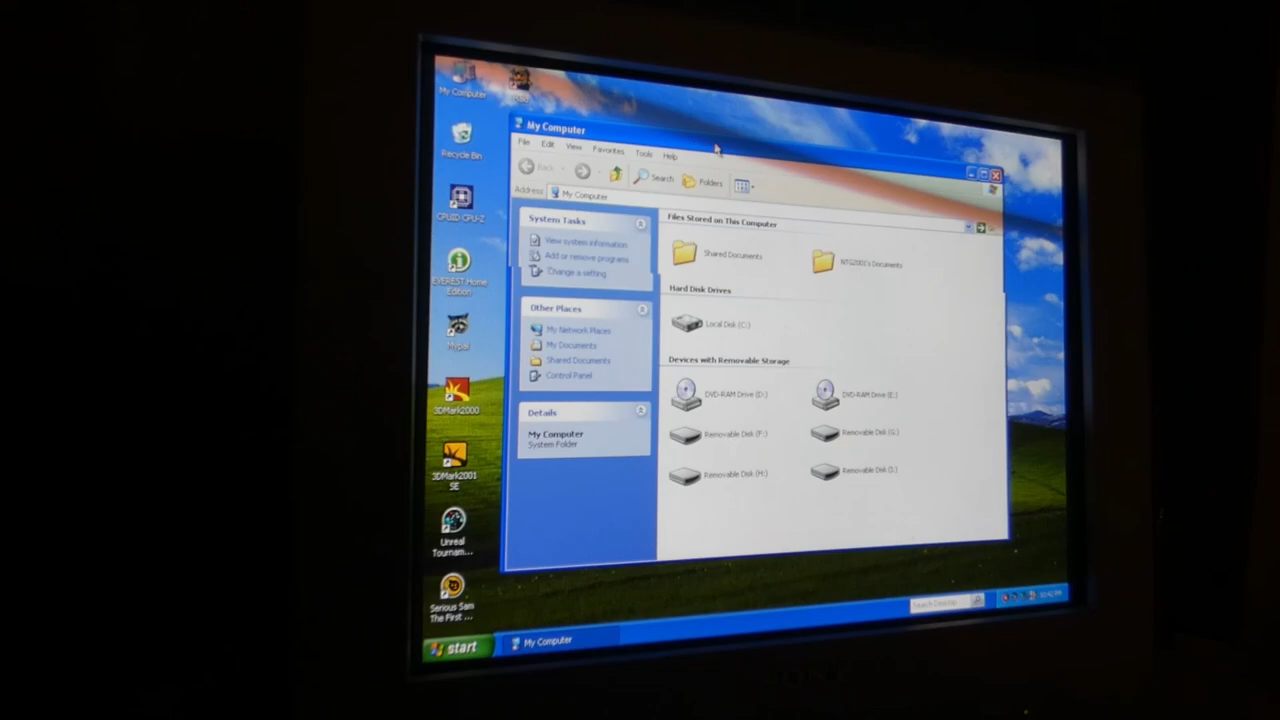 My Computer
Recycle Bin
CPUID CPU-Z
EVEREST Home
Edition
Mypal
3DMark2000
3DMark2001
SE
Unreal
Tournam...
Serious Sam
The First ...
My Computer
File Edit View Favorites Tools Help
Back Search Folders
Address My Computer
System Tasks
View system information
Add or remove programs
Change a setting
Other Places
My Network Places
My Documents
Shared Documents
Control Panel
Details
My Computer
System Folder
Files Stored on This Computer
Shared Documents
NTG2001's Documents
Hard Disk Drives
Local Disk (C:)
Devices with Removable Storage
DVD-RAM Drive (D:)
DVD-RAM Drive (E:)
Removable Disk (F:)
Removable Disk (G:)
Removable Disk (H:)
Removable Disk (I:)
start
My Computer
Search Desktop